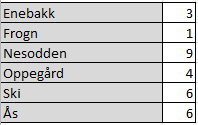 Enebakk 3
Frogn 1
Nesodden 9
Oppegård 4
Ski 6
Ås 6